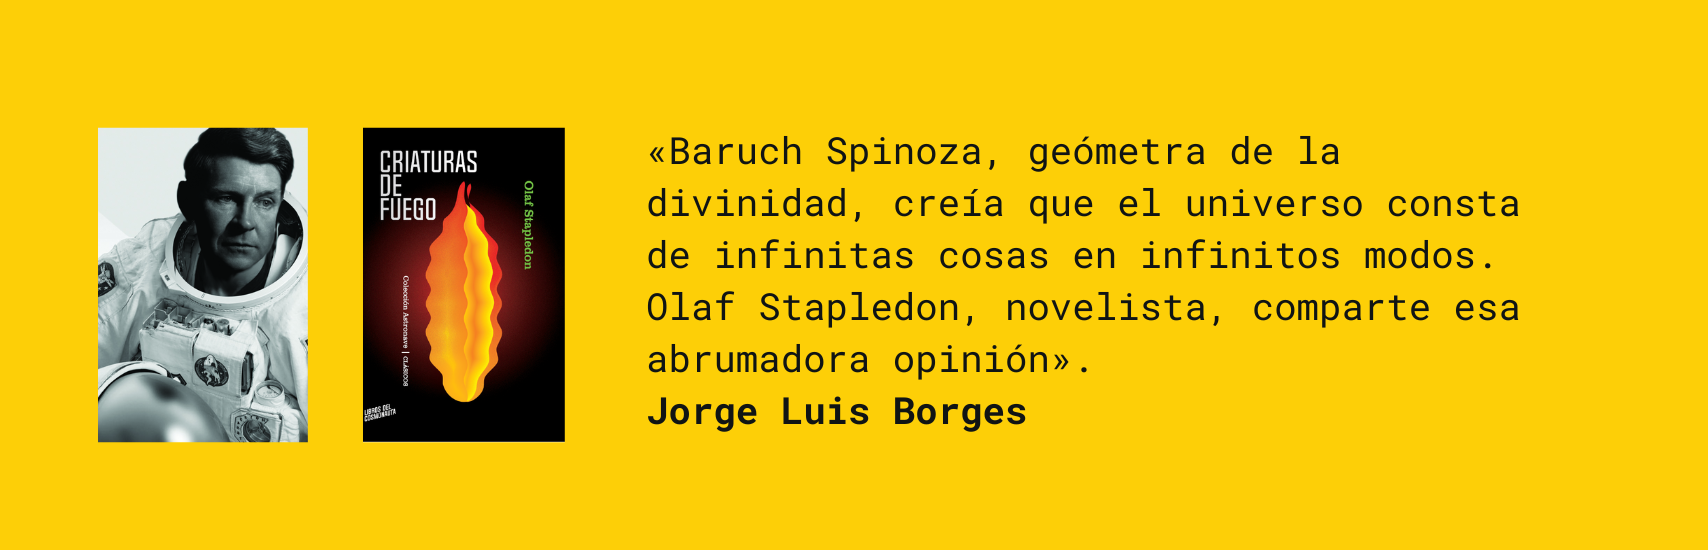 CRIATURAS
DE
FUEGO
Olaf Stapledon
Colección Astronave | CLÁSICOS
LIBROS DEL
COSMONAUTA
«Baruch Spinoza, geómetra de la
divinidad, creía que el universo consta
de infinitas cosas en infinitos modos.
Olaf Stapledon, novelista, comparte esa
abrumadora opinión».
Jorge Luis Borges